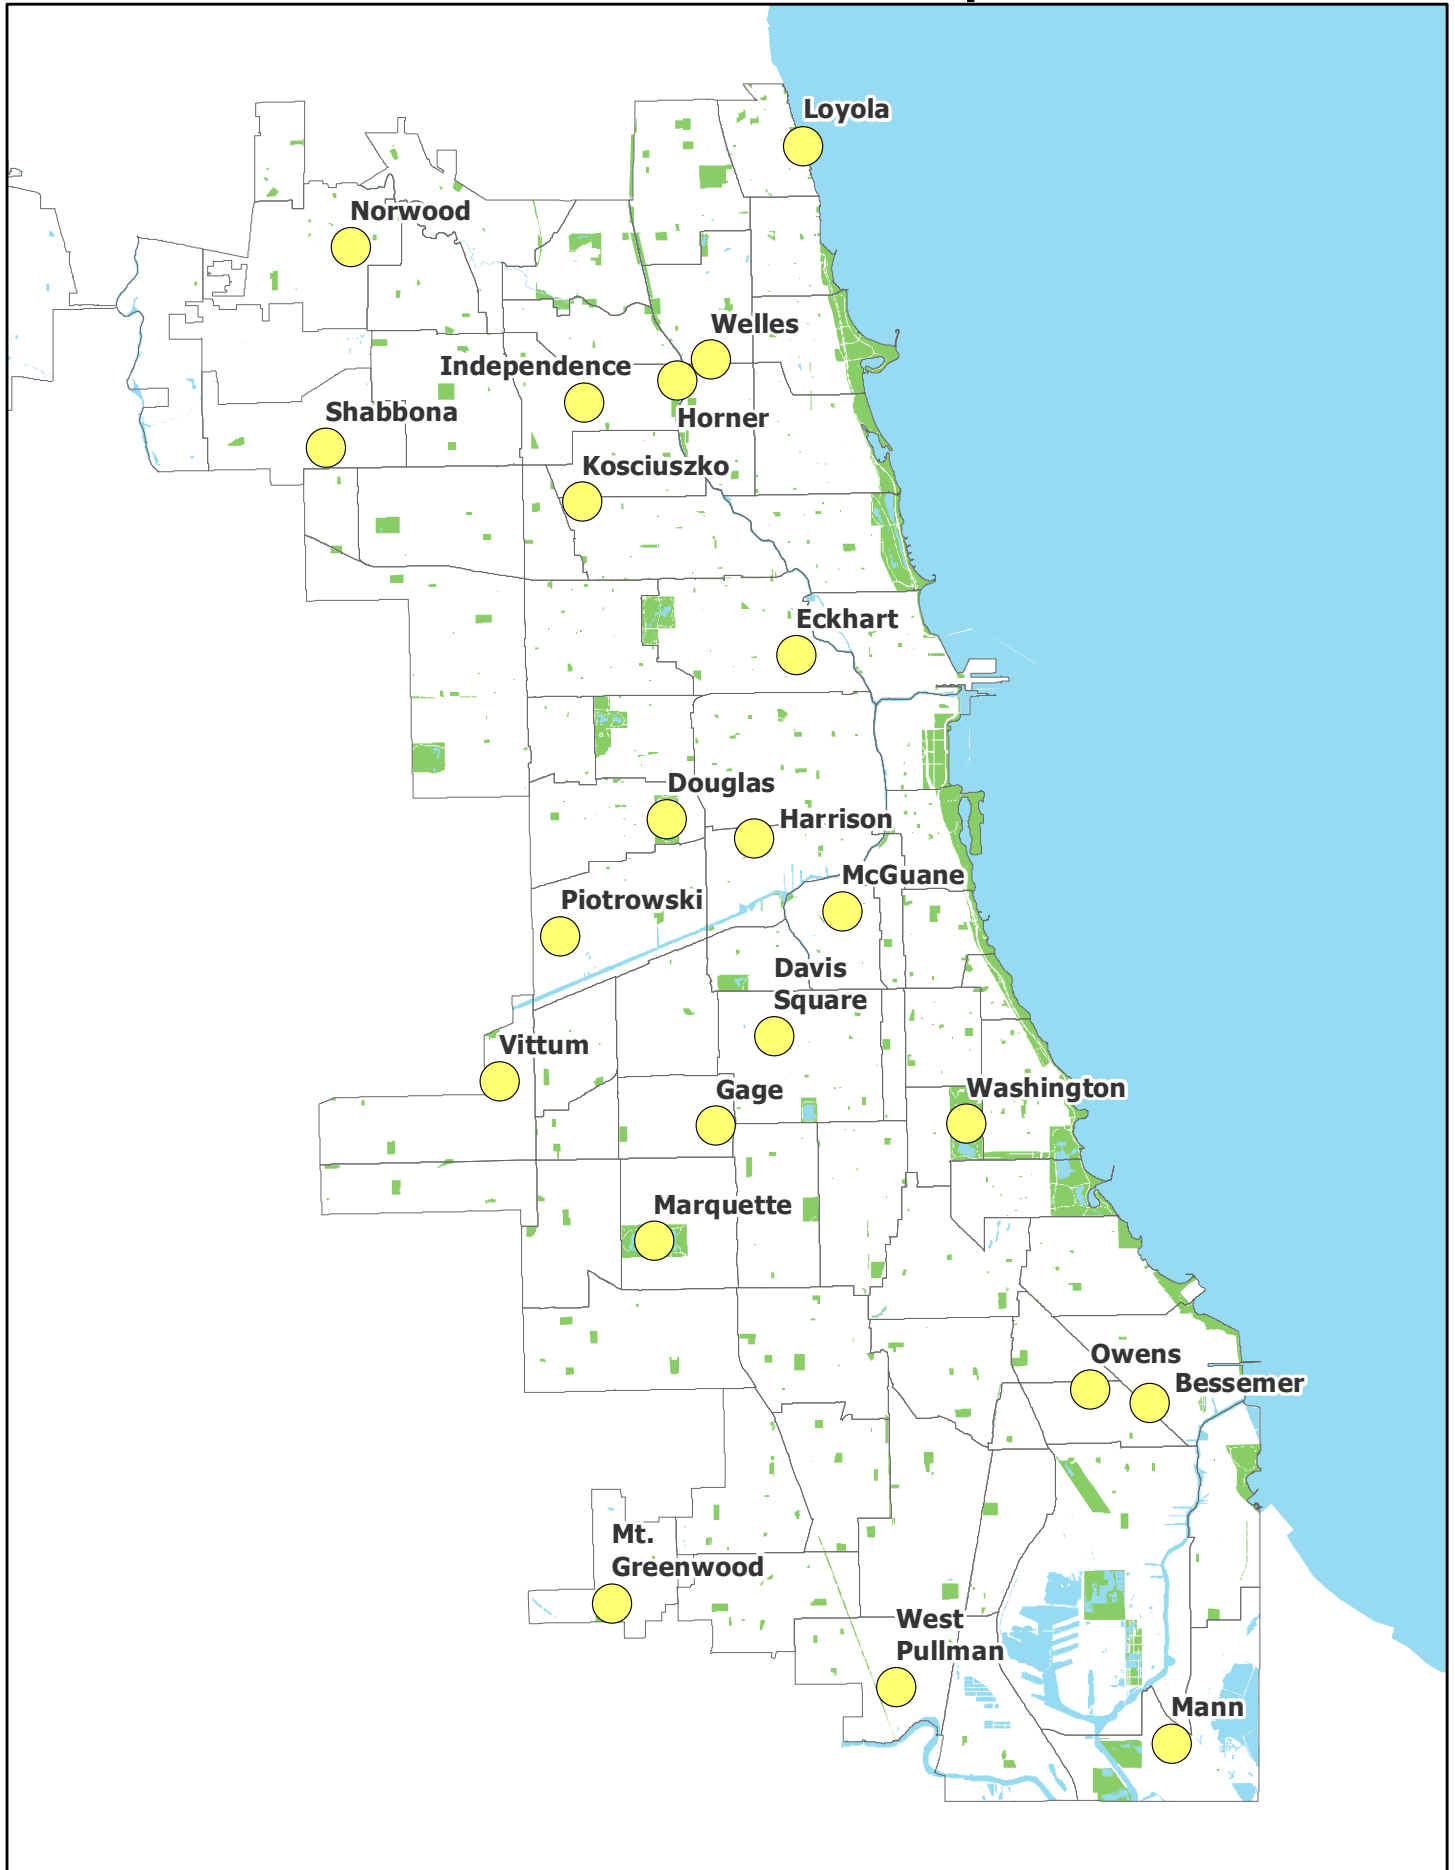 Loyola
Norwood
Welles
Independence
Shabbona
Horner
Kosciuszko
Eckhart
Douglas
Harrison
McGuane
Piotrowski
Davis
Square
Vittum
Gage
Washington
Marquette
Owens
Bessemer
Mt.
Greenwood
West
Pullman
Mann